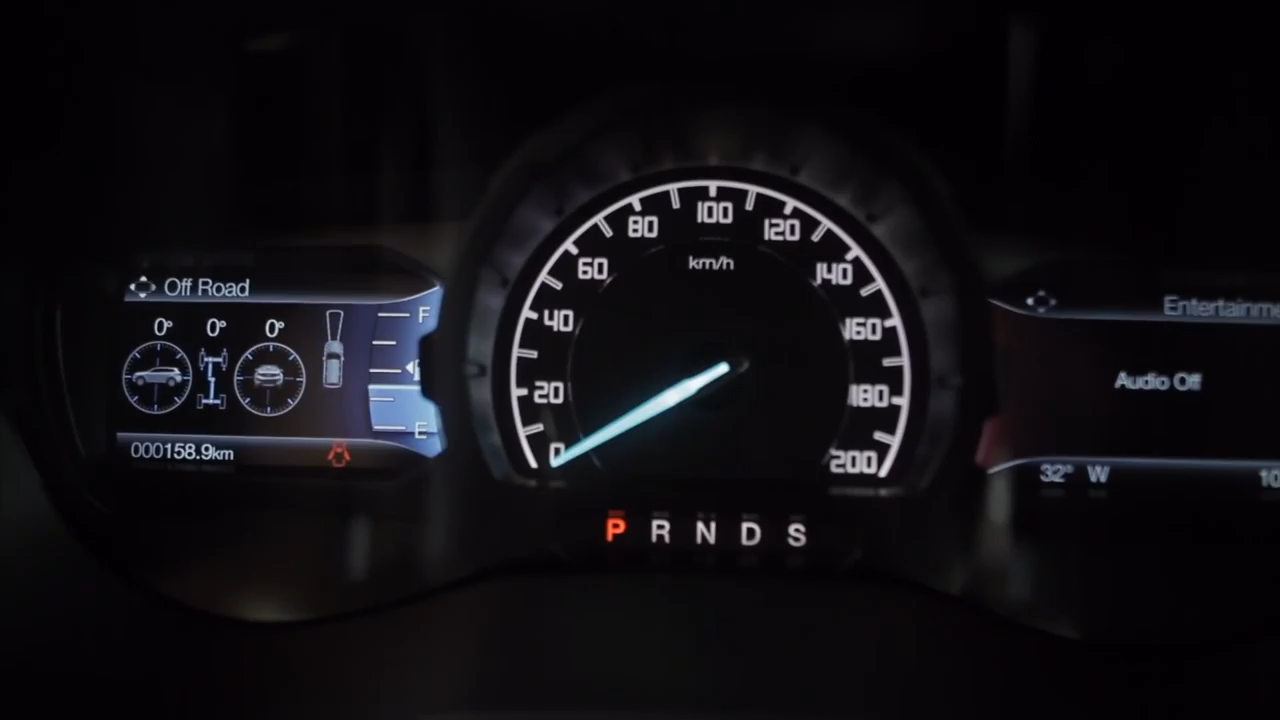 Off Road
0° 0° 0°
F
E
000158.9km
0 20 40 60 80 100 120 140 160 180 200
km/h
P R N D S
Entertainme
Audio Off
32° W
10